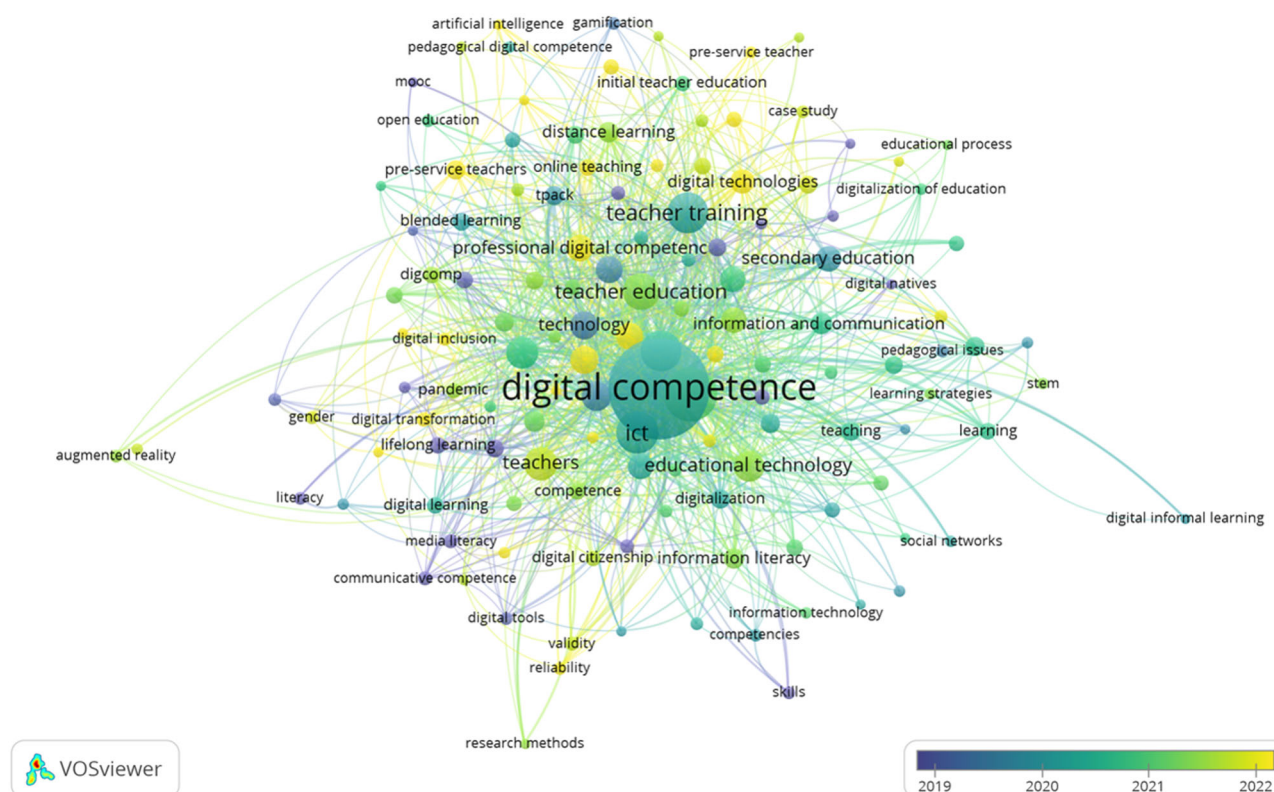 artificial intelligence
gamification
pedagogical digital competence
pre-service teacher
mooc
initial teacher education
open education
case study
distance learning
educational process
pre-service teachers
online teaching
digital technologies
digitalization of education
tpack
teacher training
blended learning
professional digital competenc
secondary education
digcomp
digital natives
teacher education
technology
information and communication
digital inclusion
pedagogical issues
stem
pandemic
digital competence
learning strategies
gender
digital transformation
ict
teaching
learning
lifelong learning
augmented reality
teachers
educational technology
literacy
competence
digitalization
digital learning
digital informal learning
media literacy
social networks
digital citizenship
information literacy
communicative competence
digital tools
information technology
competencies
validity
reliability
skills
research methods
VOSviewer
2019
2020
2021
2022